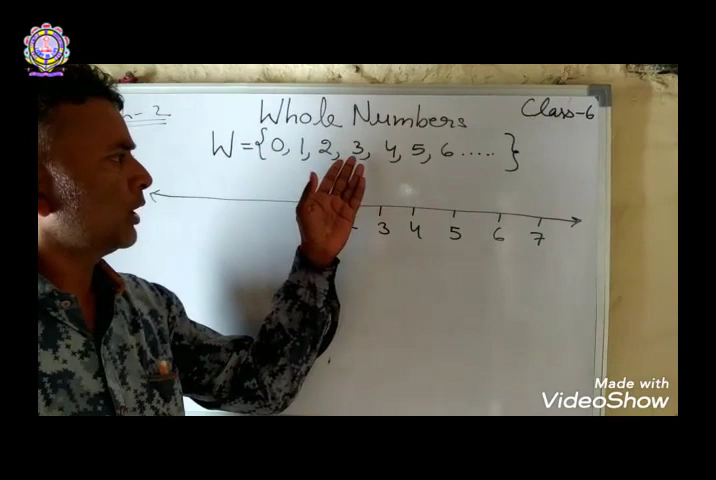 Whole Numbers
Class-6
W={0, 1, 2, 3, 4, 5, 6.....}
3 4 5 6 7
Made with
VideoShow